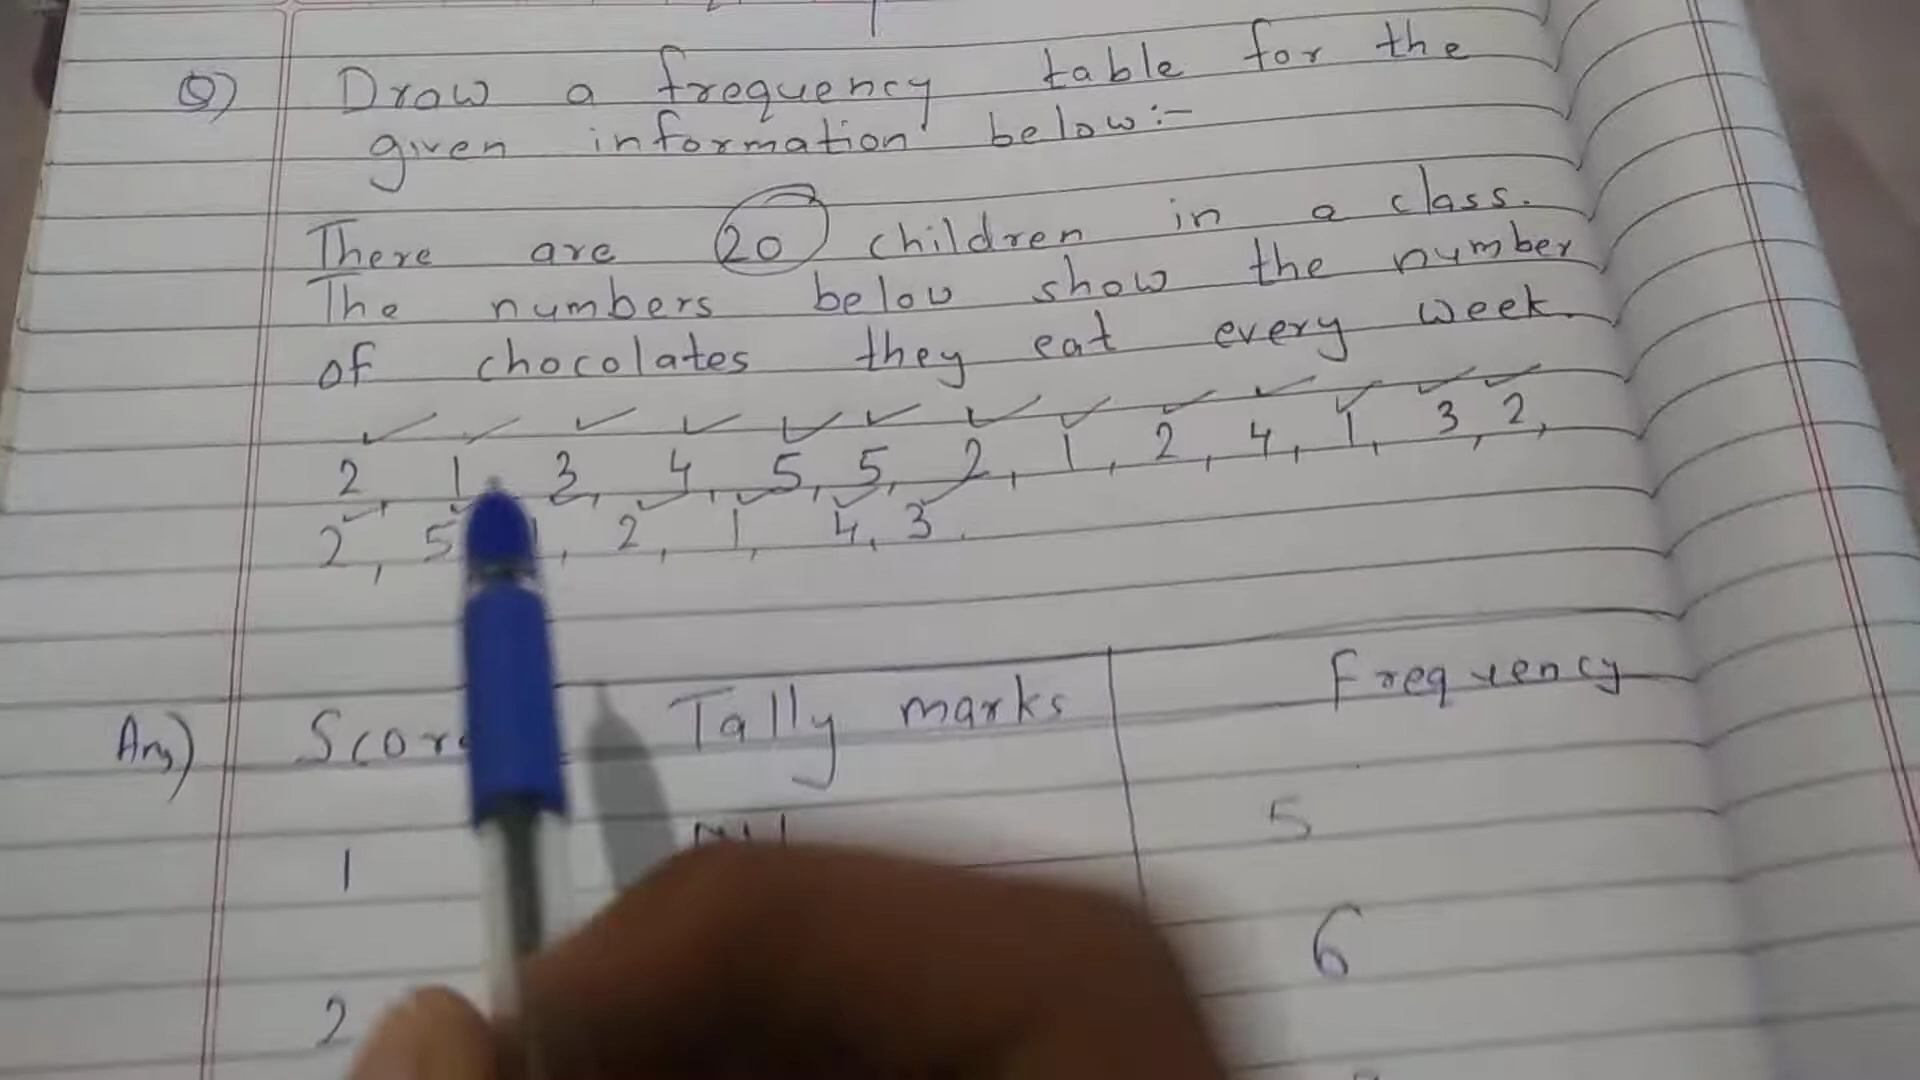 Q) Draw a frequency table for the
given information below:-
There are 20 children in a class.
The numbers below show the number
of chocolates they eat every week.
2, 1, 3, 4, 5, 5, 2, 1, 2, 4, 1, 3, 2,
2, 5 1, 2, 1, 4, 3.
Ans) Tally marks Frequency
1 5
6
2